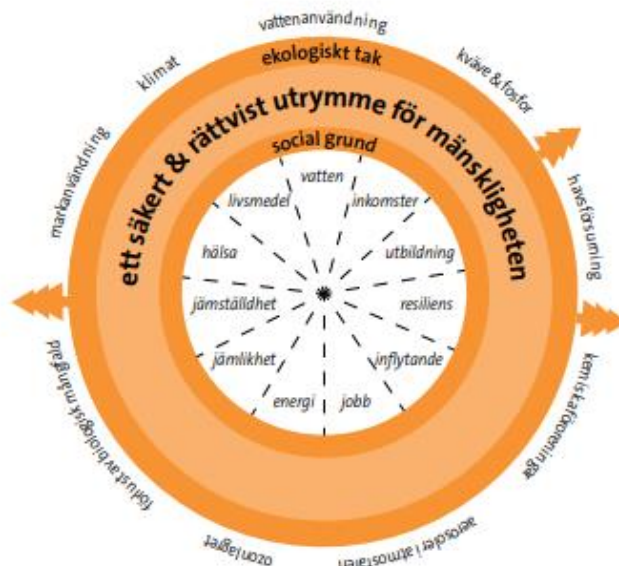 vattenanvändning
ekologiskt tak
klimat
kväve & fosfor
ett säkert & rättvist utrymme för mänskligheten
social grund
markanvändning
havsförsurning
vatten
livsmedel
inkomster
hälsa
utbildning
jämställdhet
resiliens
jämlikhet
inflytande
energi
jobb
förlust av biologisk mångfald
kemiska föroreningar
ozonlagret
aerosoler i atmosfären